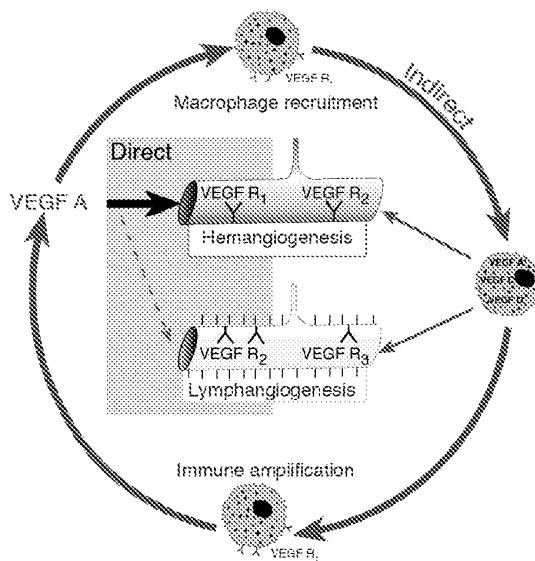 VEGF R1
Macrophage recruitment
Indirect
Direct
VEGF A
VEGF R1 VEGF R2
Hemangiogenesis
VEGF A
VEGF C
VEGF D
VEGF R2 VEGF R3
Lymphangiogenesis
Immune amplification
VEGF R1